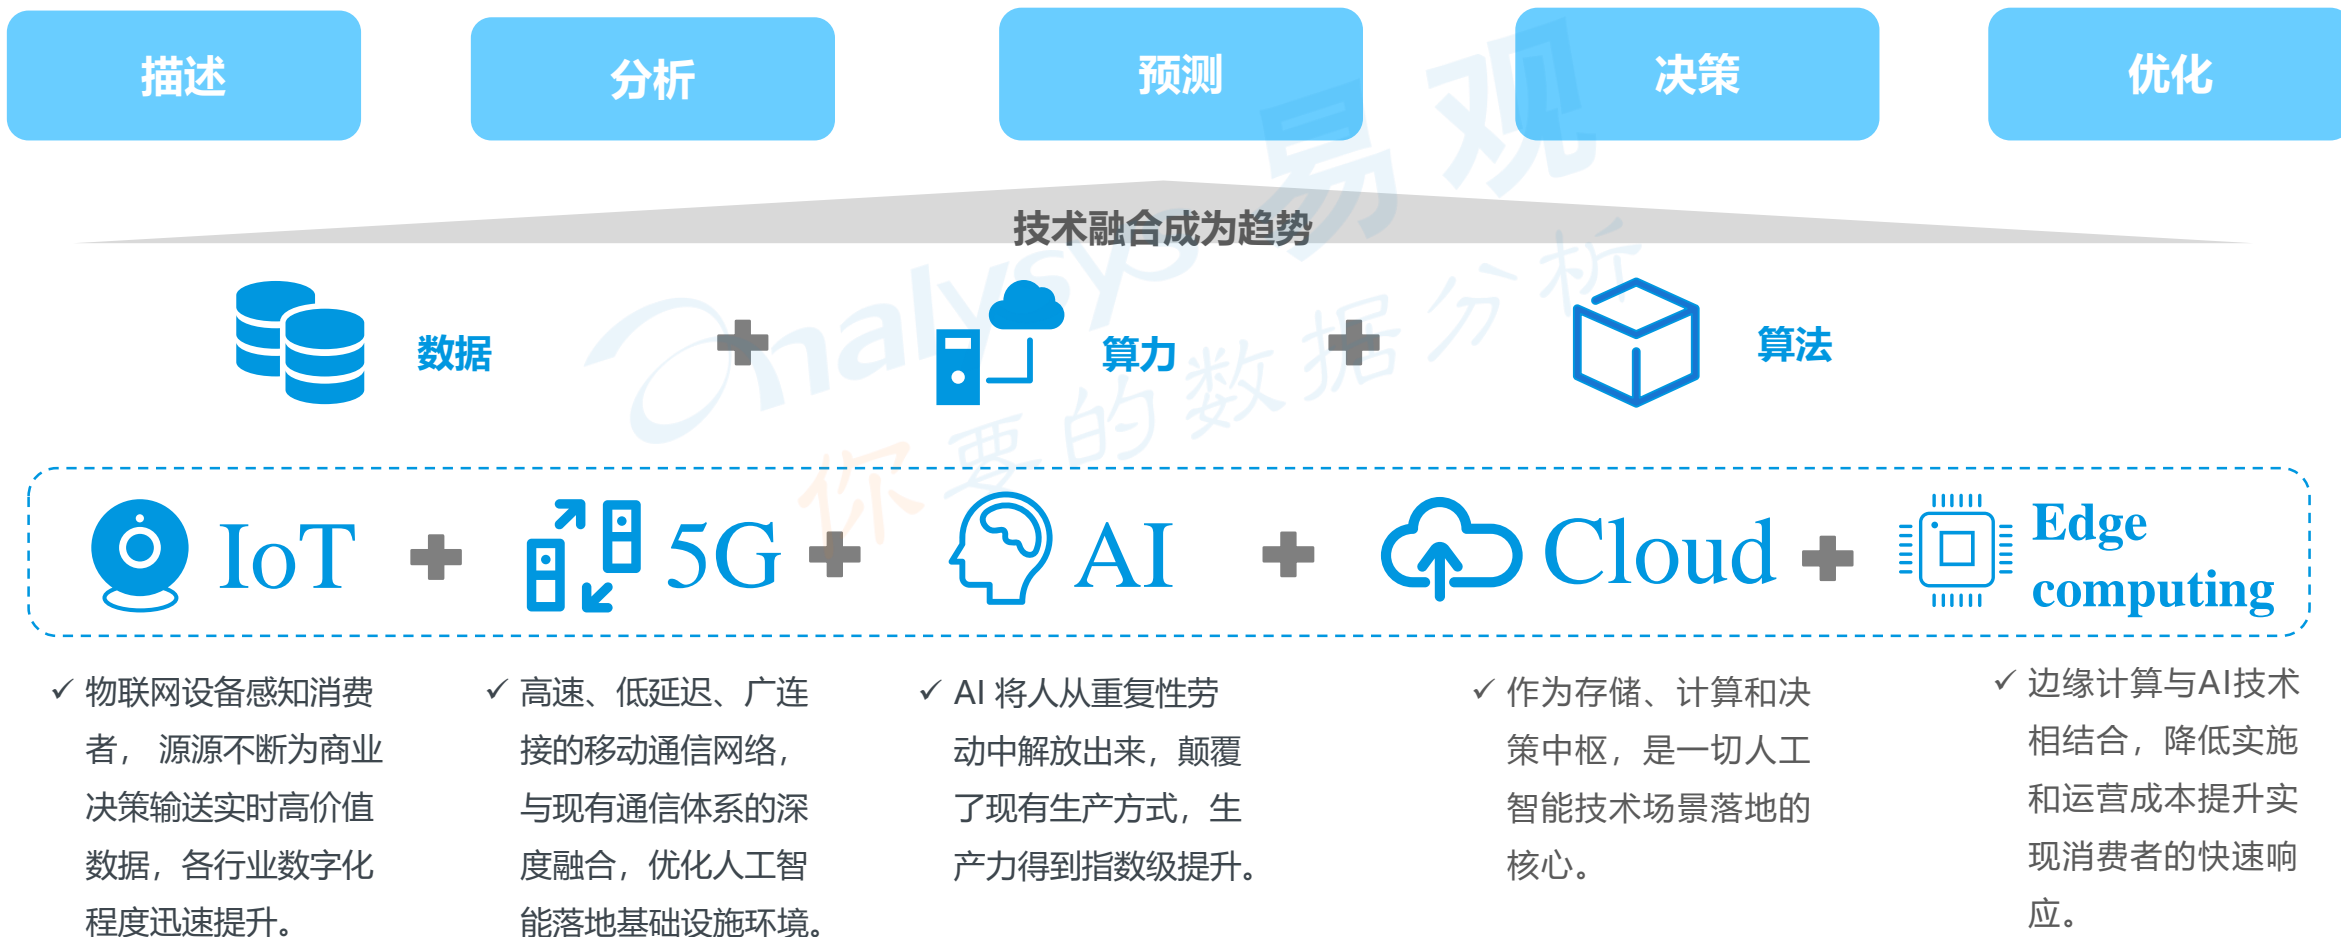 描述
分析
预测
决策
优化
技术融合成为趋势
数据
算力
算法
IoT
5G
AI
Cloud
Edge
computing
✓ 物联网设备感知消费
者， 源源不断为商业
决策输送实时高价值
数据，各行业数字化
程度迅速提升。
✓ 高速、低延迟、广连
接的移动通信网络，
与现有通信体系的深
度融合，优化人工智
能落地基础设施环境。
✓ AI 将人从重复性劳
动中解放出来，颠覆
了现有生产方式，生
产力得到指数级提升。
✓ 作为存储、计算和决
策中枢，是一切人工
智能技术场景落地的
核心。
✓ 边缘计算与AI技术
相结合，降低实施
和运营成本提升实
现消费者的快速响
应。
analysys 易观
你要的数据分析